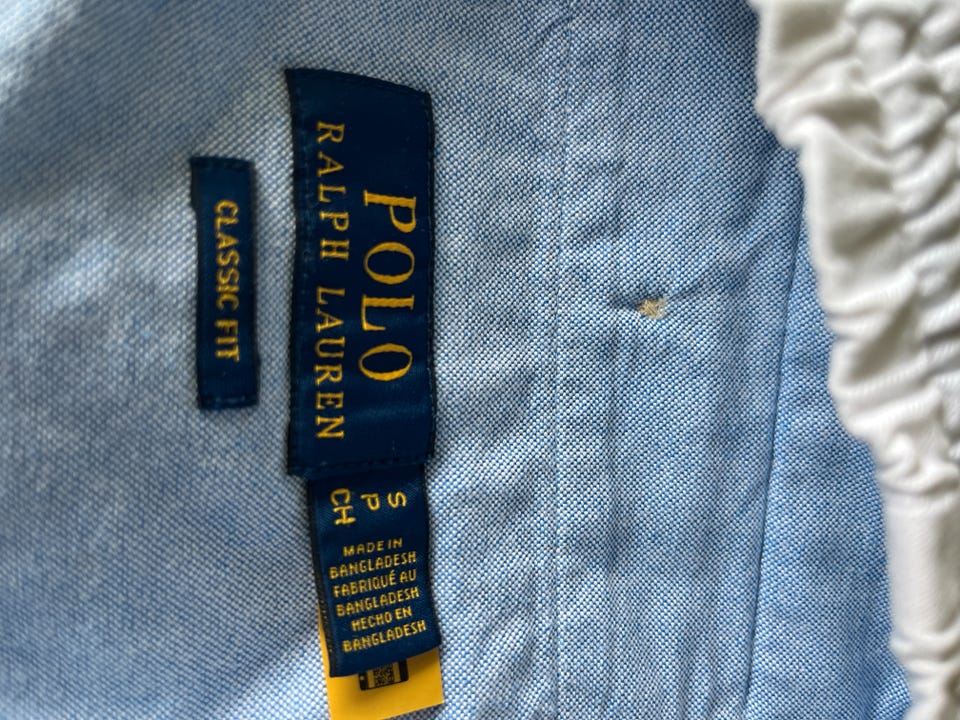 POLO
RALPH LAUREN
CLASSIC FIT
S
P
CH
MADE IN
BANGLADESH
FABRIQUÉ AU
BANGLADESH
HECHO EN
BANGLADESH